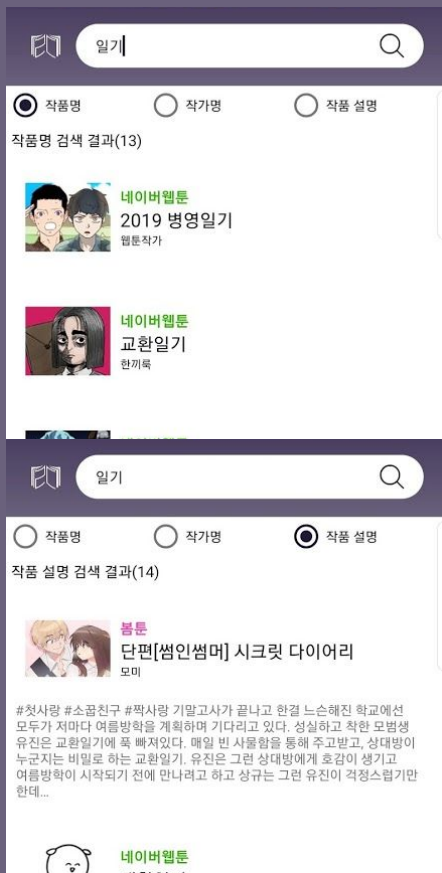 일기
작품명 작가명 작품 설명
작품명 검색 결과(13)
네이버웹툰
2019 병영일기
웹툰작가
네이버웹툰
교환일기
한끼룩
일기
작품명 작가명 작품 설명
작품 설명 검색 결과(14)
봄툰
단편[썸인썸머] 시크릿 다이어리
모미
#첫사랑 #소꿉친구 #짝사랑 기말고사가 끝나고 한결 느슨해진 학교에선
모두가 저마다 여름방학을 계획하며 기다리고 있다. 성실하고 착한 모범생
유진은 교환일기에 푹 빠져있다. 매일 빈 사물함을 통해 주고받고, 상대방이
누군지는 비밀로 하는 교환일기. 유진은 그런 상대방에게 호감이 생기고
여름방학이 시작되기 전에 만나려고 하고 상규는 그런 유진이 걱정스럽기만
한데...
네이버웹툰